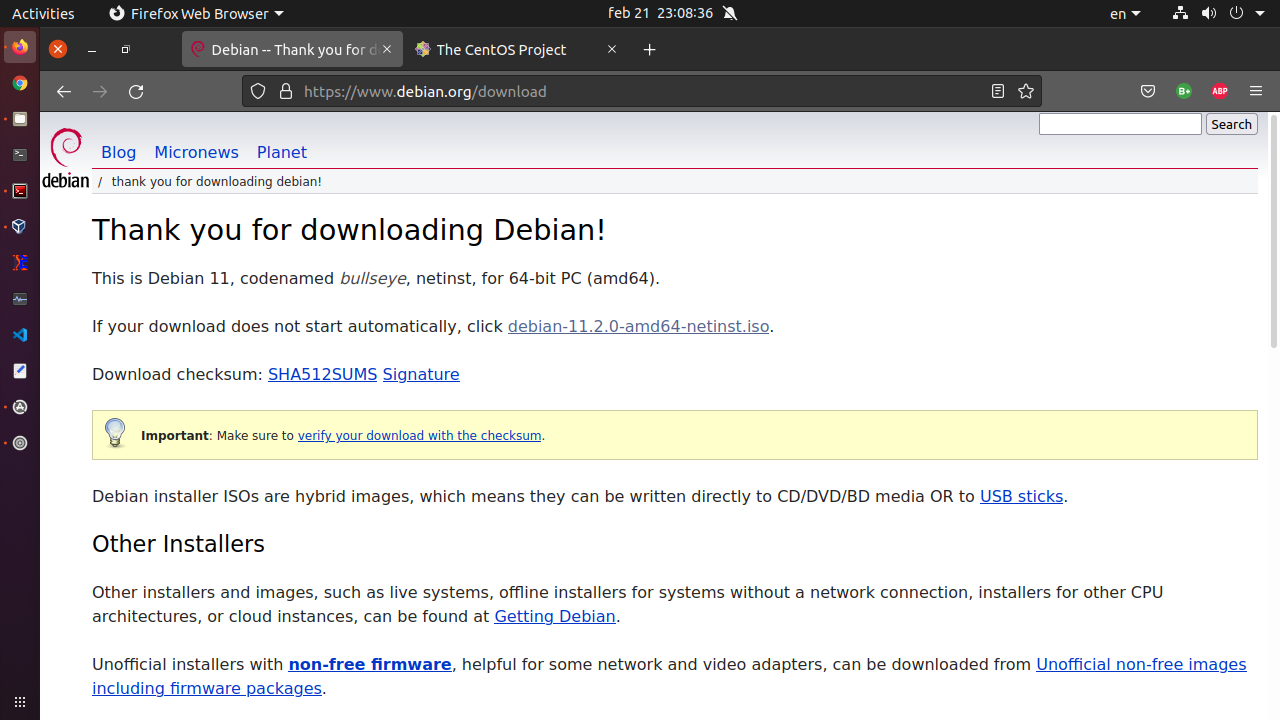 Activities Firefox Web Browser feb 21 23:08:36 en
Debian -- Thank you for d The CentOS Project
https://www.debian.org/download B+ ABP
Search
Blog Micronews Planet
debian / thank you for downloading debian!
Thank you for downloading Debian!
This is Debian 11, codenamed bullseye, netinst, for 64-bit PC (amd64).
If your download does not start automatically, click debian-11.2.0-amd64-netinst.iso.
Download checksum: SHA512SUMS Signature
Important: Make sure to verify your download with the checksum.
Debian installer ISOs are hybrid images, which means they can be written directly to CD/DVD/BD media OR to USB sticks.
Other Installers
Other installers and images, such as live systems, offline installers for systems without a network connection, installers for other CPU
architectures, or cloud instances, can be found at Getting Debian.
Unofficial installers with non-free firmware, helpful for some network and video adapters, can be downloaded from Unofficial non-free images
including firmware packages.